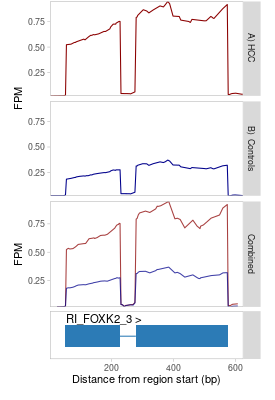 0.75
0.50
0.25
A) HCC
FPM
0.75
0.50
0.25
B): Controls
0.75
0.50
0.25
FPM
Combined
RI_FOXK2_3 >
200
400
600
Distance from region start (bp)